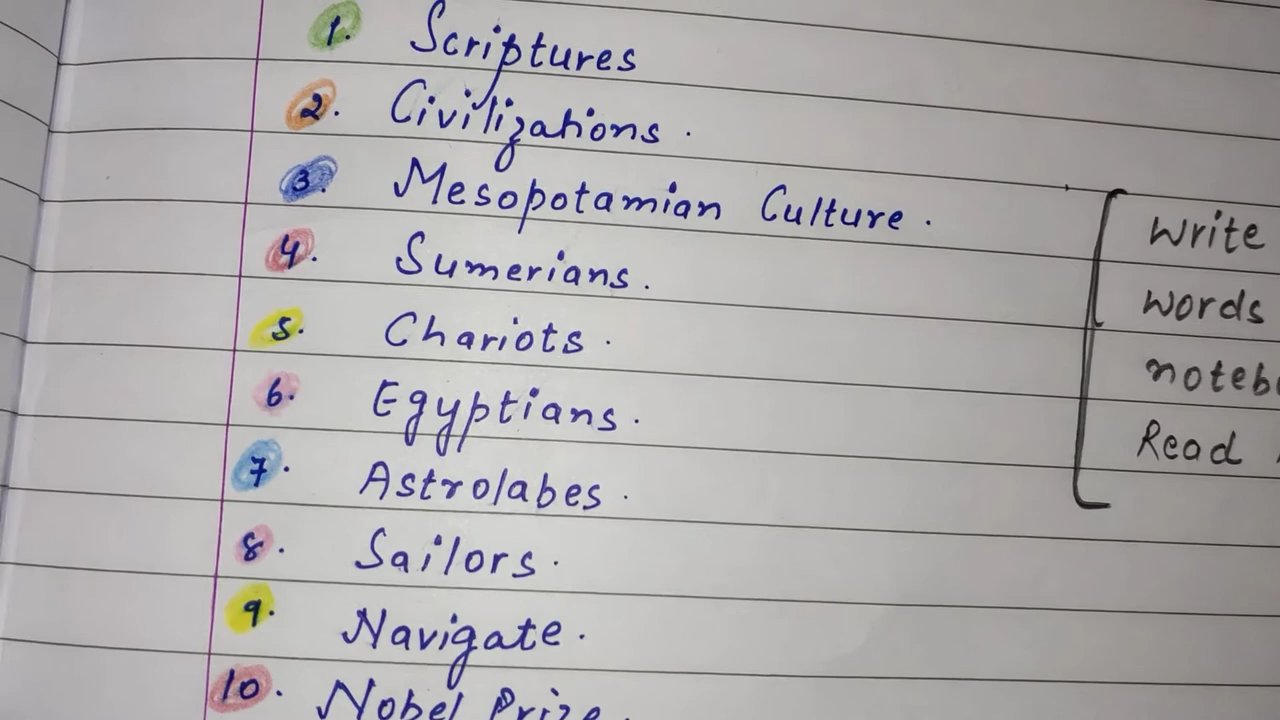 1. Scriptures
2. Civilizations.
3. Mesopotamian Culture.
4. Sumerians.
5. Chariots.
6. Egyptians.
7. Astrolabes.
8. Sailors.
9. Navigate.
10. Nobel Prize.
Write
words
Read